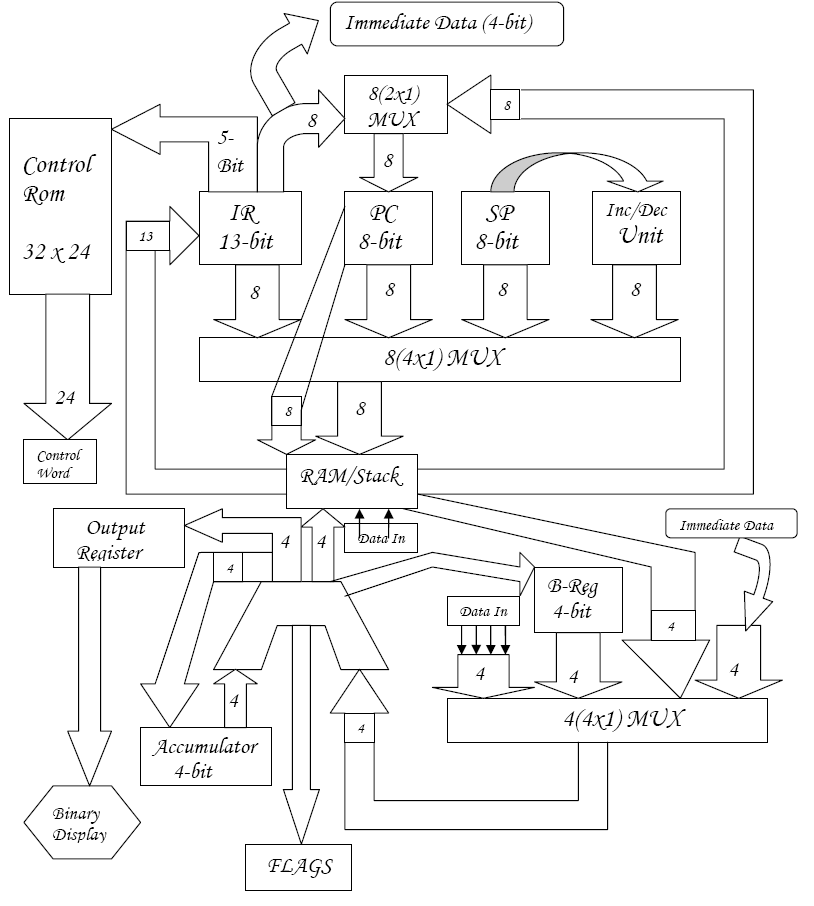 Immediate Data (4-bit)
8(2x1)
MUX
8
8
5-
Bit
Control
Rom
32 x 24
8
IR
13-bit
PC
8-bit
SP
8-bit
Inc/Dec
Unit
13
8
8
8
8
8(4x1) MUX
24
8
8
Control
Word
RAM/Stack
Output
Register
4
4
Data In
Immediate Data
4
B-Reg
4-bit
Data In
4
4
4
4
4
4(4x1) MUX
4
Accumulator
4-bit
Binary
Display
FLAGS